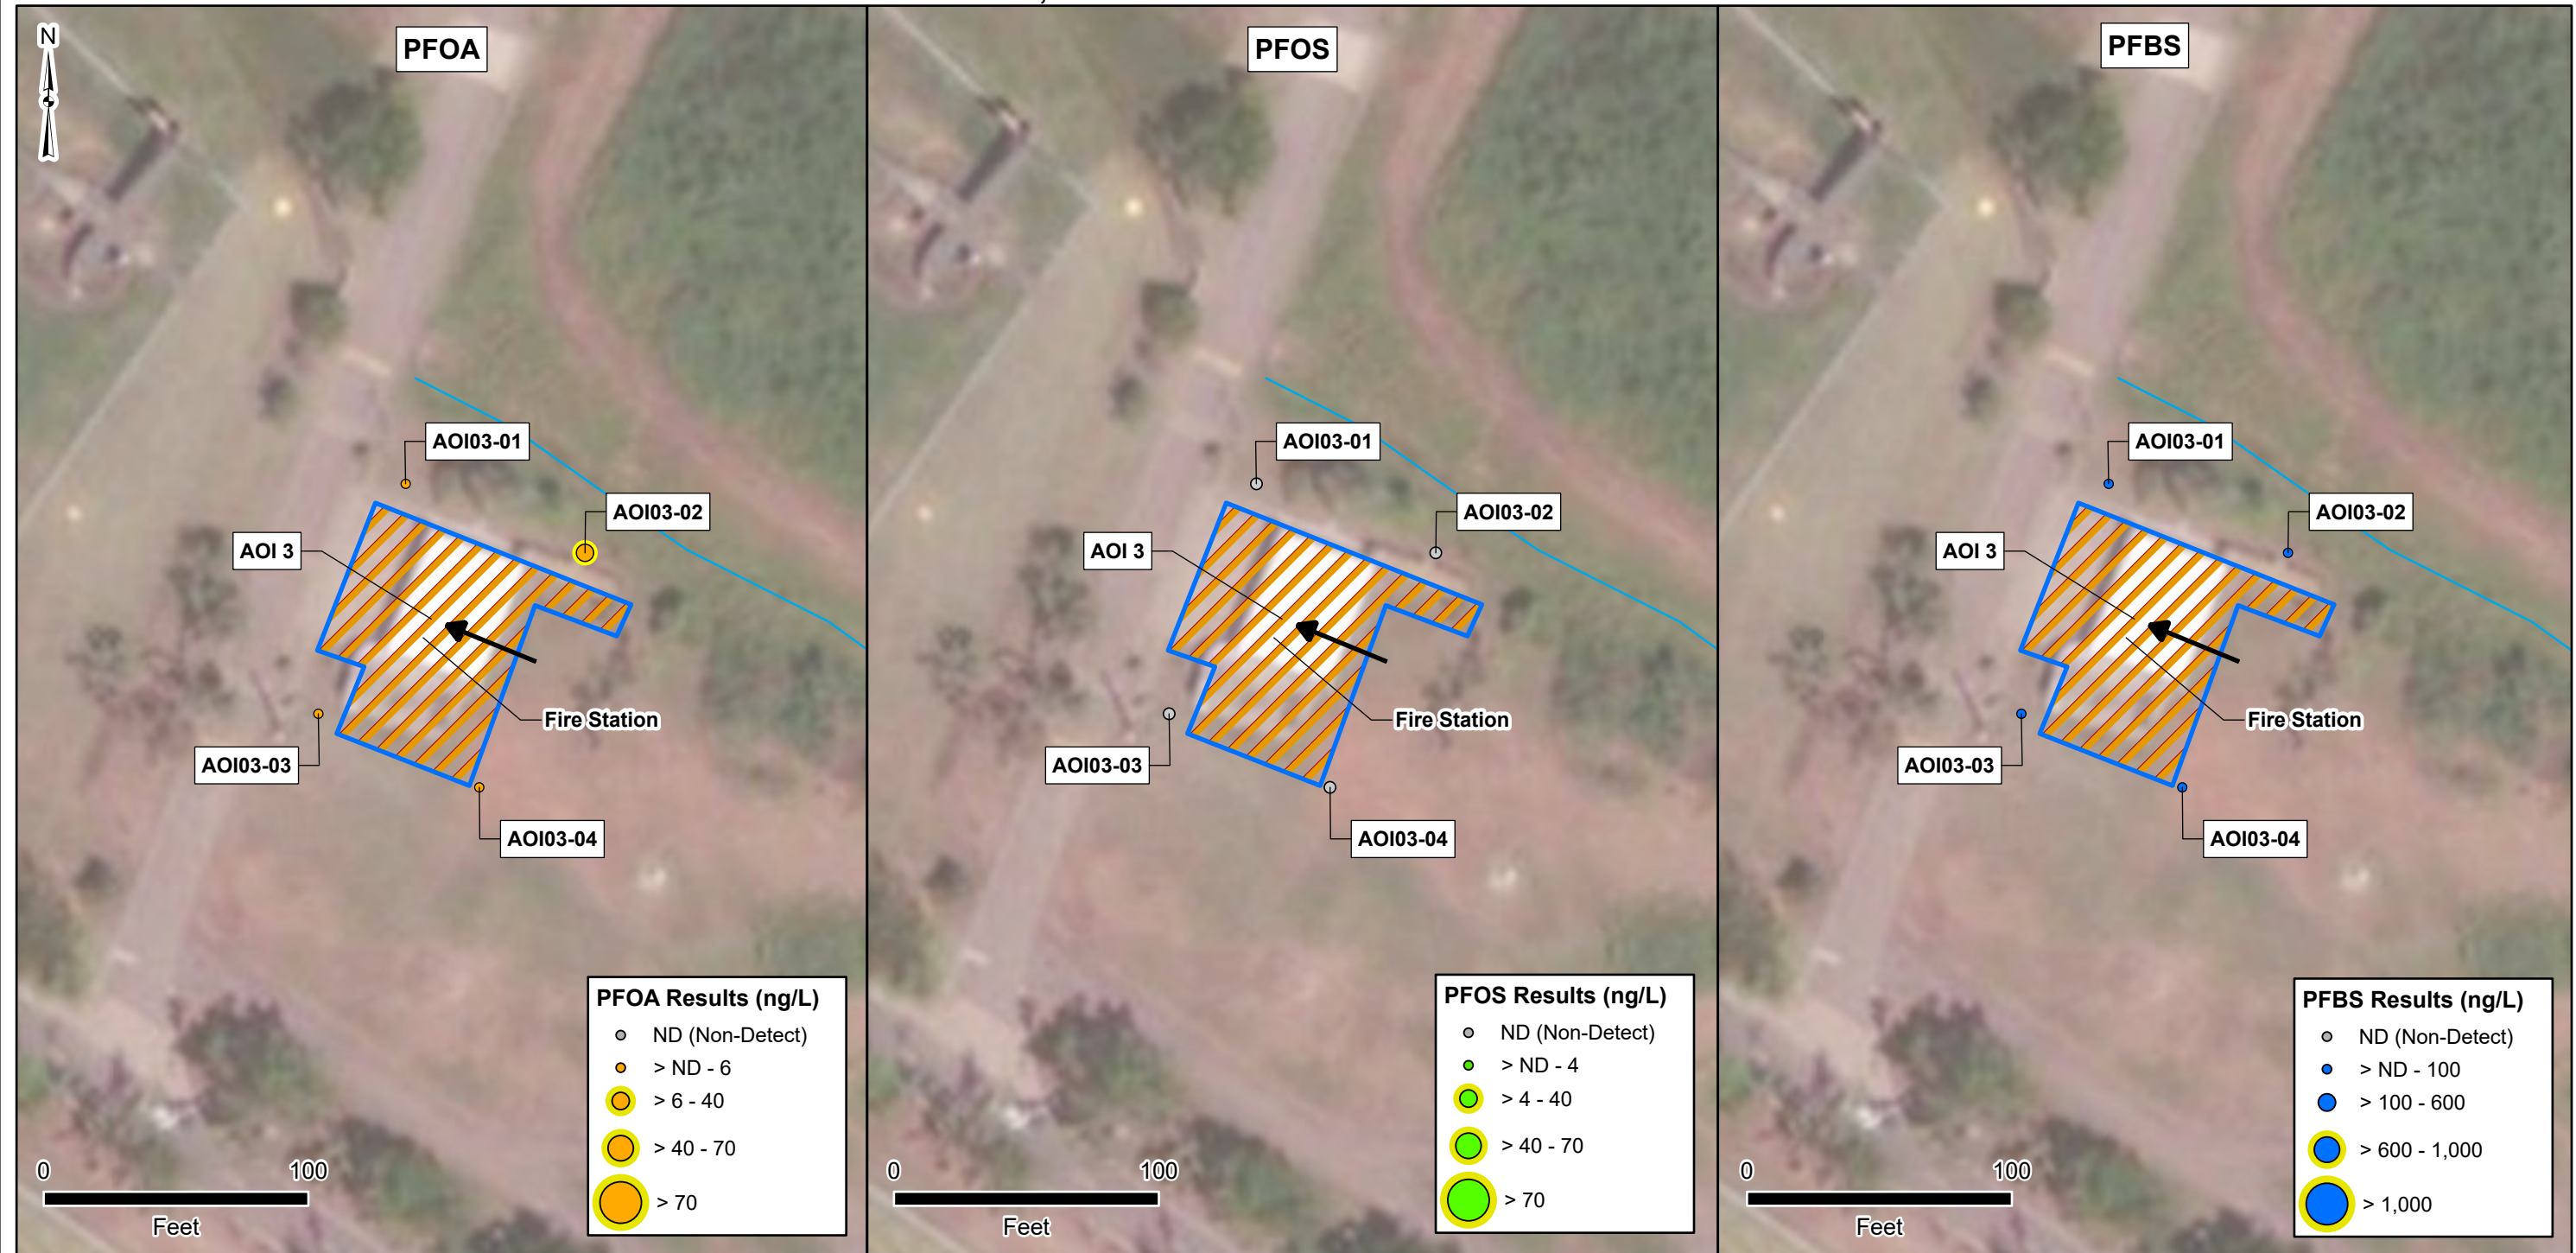 N
PFOA
AOI03-01
AOI03-02
AOI 3
Fire Station
AOI03-03
AOI03-04
PFOA Results (ng/L)
ND (Non-Detect)
> ND - 6
> 6 - 40
> 40 - 70
> 70
0 100
Feet
PFOS
AOI03-01
AOI03-02
AOI 3
Fire Station
AOI03-03
AOI03-04
PFOS Results (ng/L)
ND (Non-Detect)
> ND - 4
> 4 - 40
> 40 - 70
> 70
0 100
Feet
PFBS
AOI03-01
AOI03-02
AOI 3
Fire Station
AOI03-03
AOI03-04
PFBS Results (ng/L)
ND (Non-Detect)
> ND - 100
> 100 - 600
> 600 - 1,000
> 1,000
0 100
Feet